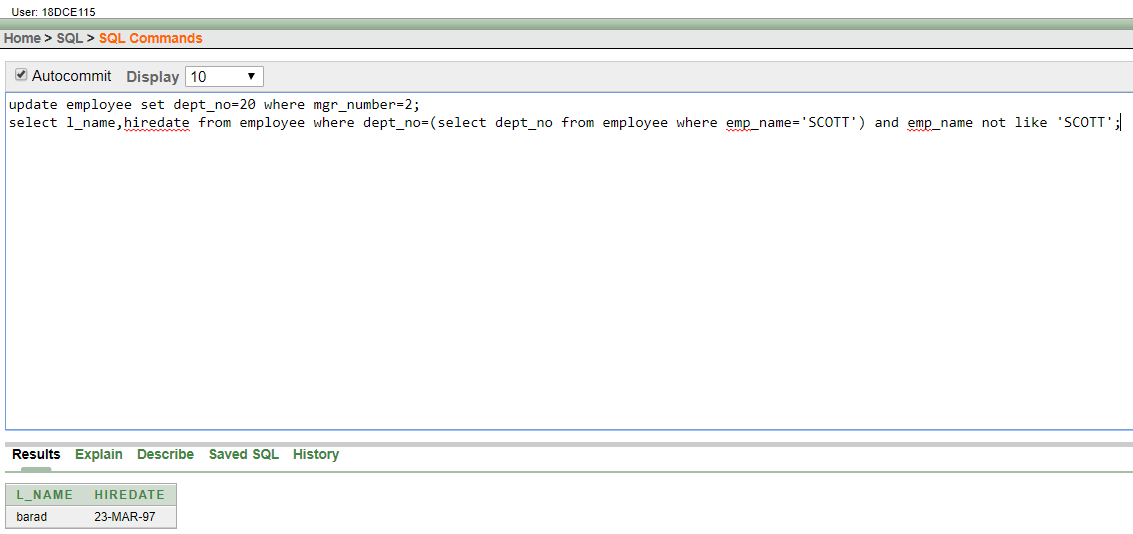 User: 18DCE115
Home > SQL > SQL Commands
Autocommit Display 10
update employee set dept_no=20 where mgr_number=2;
select l_name,hiredate from employee where dept_no=(select dept_no from employee where emp_name='SCOTT') and emp_name not like 'SCOTT';
Results Explain Describe Saved SQL History
L_NAME HIREDATE
barad 23-MAR-97